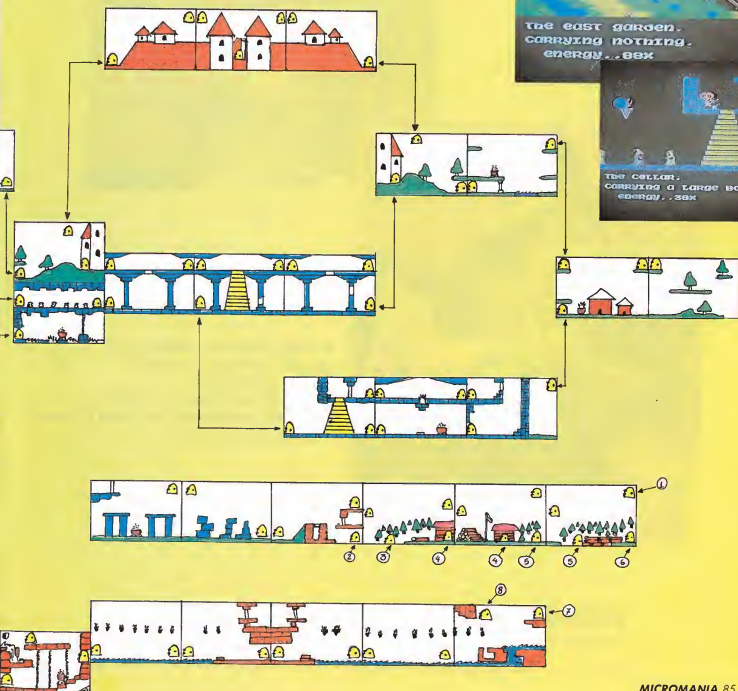 THE EAST GARDEN.
CARRYING NOTHING.
ENERGY..88%
THE CELLAR.
CARRYING A LARGE
ENERGY..38%
1
2
3
4
4
5
5
6
8
7
MICROMANIA 85